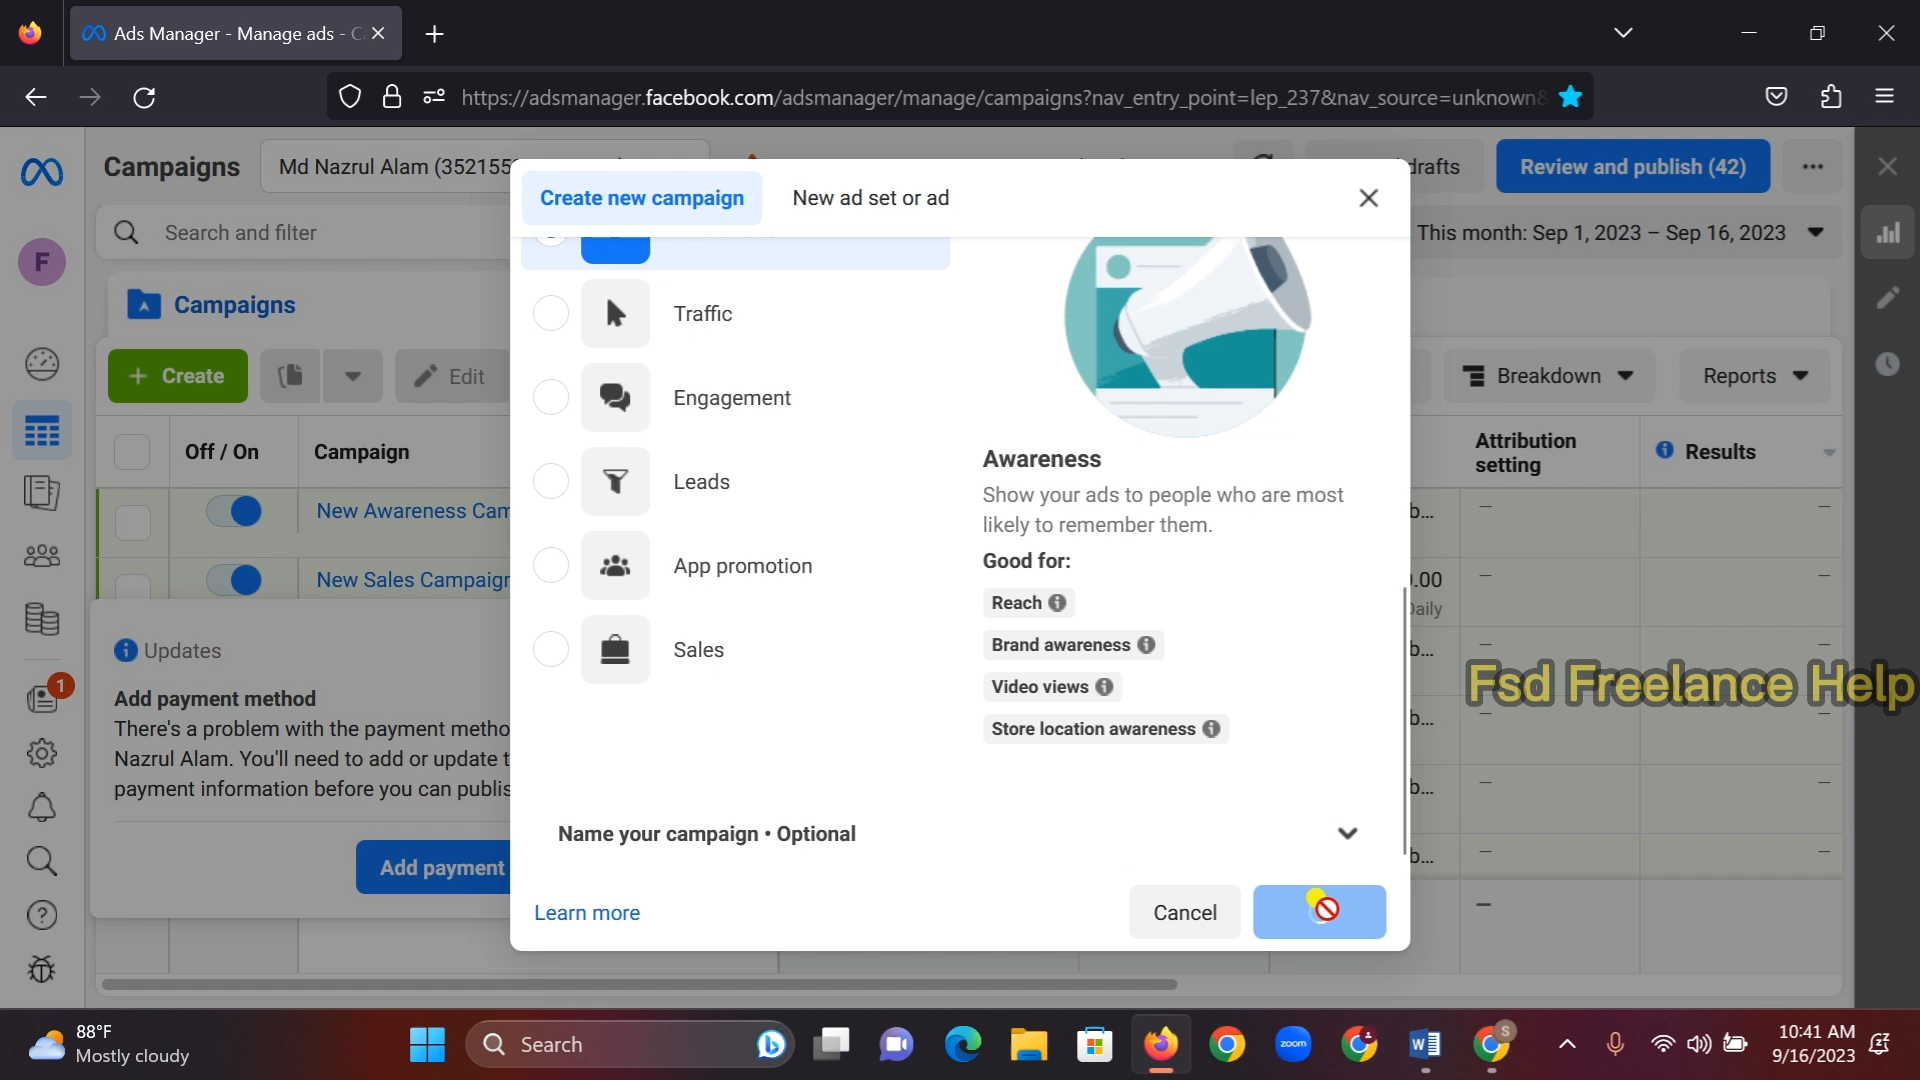 Ads Manager - Manage ads - C
https://adsmanager.facebook.com/adsmanager/manage/campaigns?nav_entry_point=lep_237&nav_source=unknown&
Campaigns
Md Nazrul Alam (352155
drafts
Review and publish (42)
Create new campaign
New ad set or ad
Search and filter
This month: Sep 1, 2023 – Sep 16, 2023
F
Campaigns
Traffic
+ Create
Edit
Engagement
Breakdown
Reports
Off / On
Campaign
Awareness
Attribution setting
Results
Leads
Show your ads to people who are most
likely to remember them.
New Awareness Cam
b...
Good for:
App promotion
New Sales Campaign
.00
Daily
Reach
Brand awareness
Updates
Sales
b...
Video views
Fsd Freelance Help
1
Add payment method
There's a problem with the payment metho
Store location awareness
b...
Nazrul Alam. You'll need to add or update t
payment information before you can publis
b...
Name your campaign • Optional
b...
Add payment
Learn more
Cancel
88°F
Mostly cloudy
Search
zoom
W
S
10:41 AM
9/16/2023